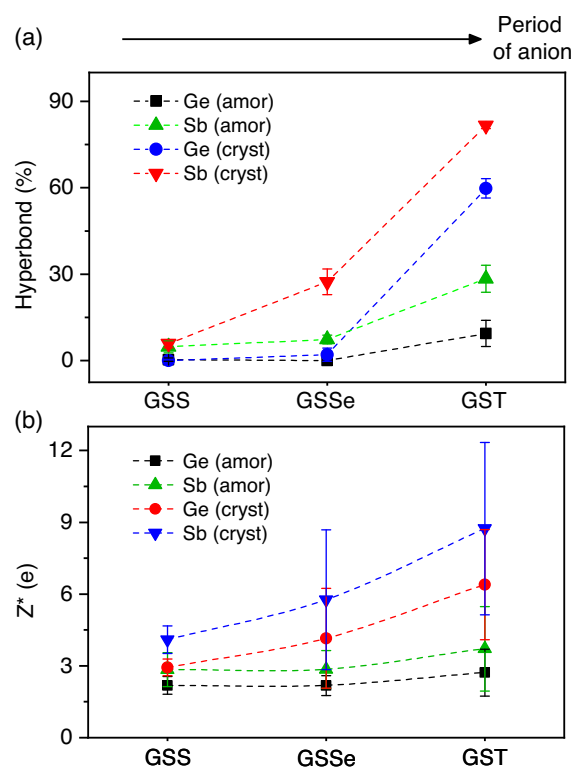 (a)
Period
of anion
90
60
30
0
Hyperbond (%)
Ge (amor)
Sb (amor)
Ge (cryst)
Sb (cryst)
GSS GSSe GST
(b)
12
9
6
3
0
Z* (e)
Ge (amor)
Sb (amor)
Ge (cryst)
Sb (cryst)
GSS GSSe GST